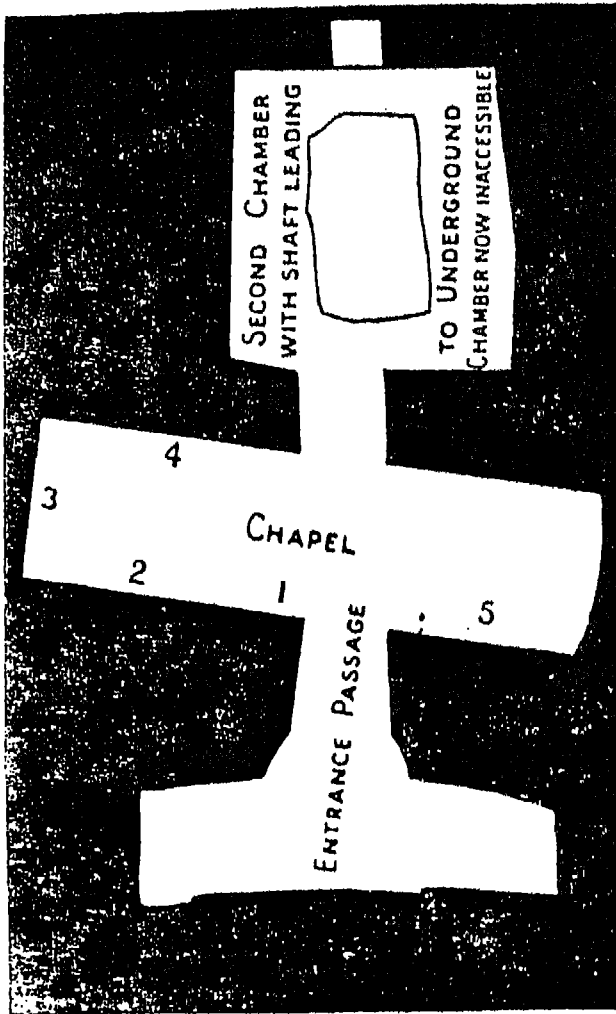 SECOND CHAMBER
WITH SHAFT LEADING
TO UNDERGROUND
CHAMBER NOW INACCESSIBLE
4
3
CHAPEL
2
1
5
ENTRANCE PASSAGE